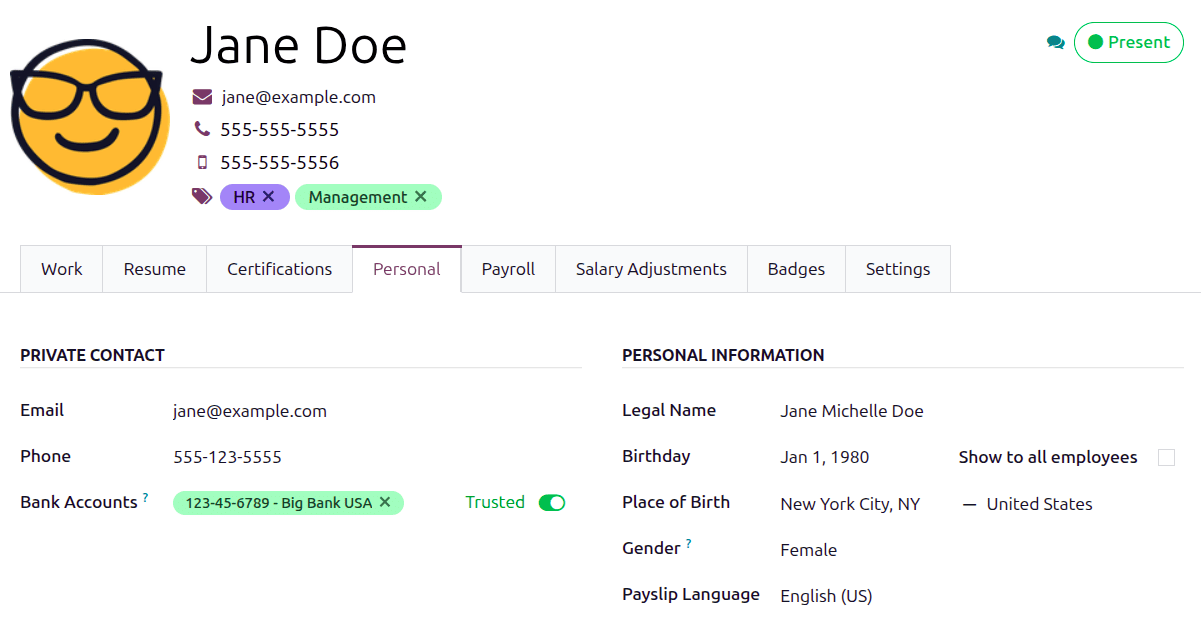 Jane Doe
Present
jane@example.com
555-555-5555
555-555-5556
HR ✕ Management ✕
Work Resume Certifications Personal Payroll Salary Adjustments Badges Settings
PRIVATE CONTACT
Email jane@example.com
Phone 555-123-5555
Bank Accounts ? 123-45-6789 - Big Bank USA ✕ Trusted
PERSONAL INFORMATION
Legal Name Jane Michelle Doe
Birthday Jan 1, 1980 Show to all employees
Place of Birth New York City, NY — United States
Gender ? Female
Payslip Language English (US)